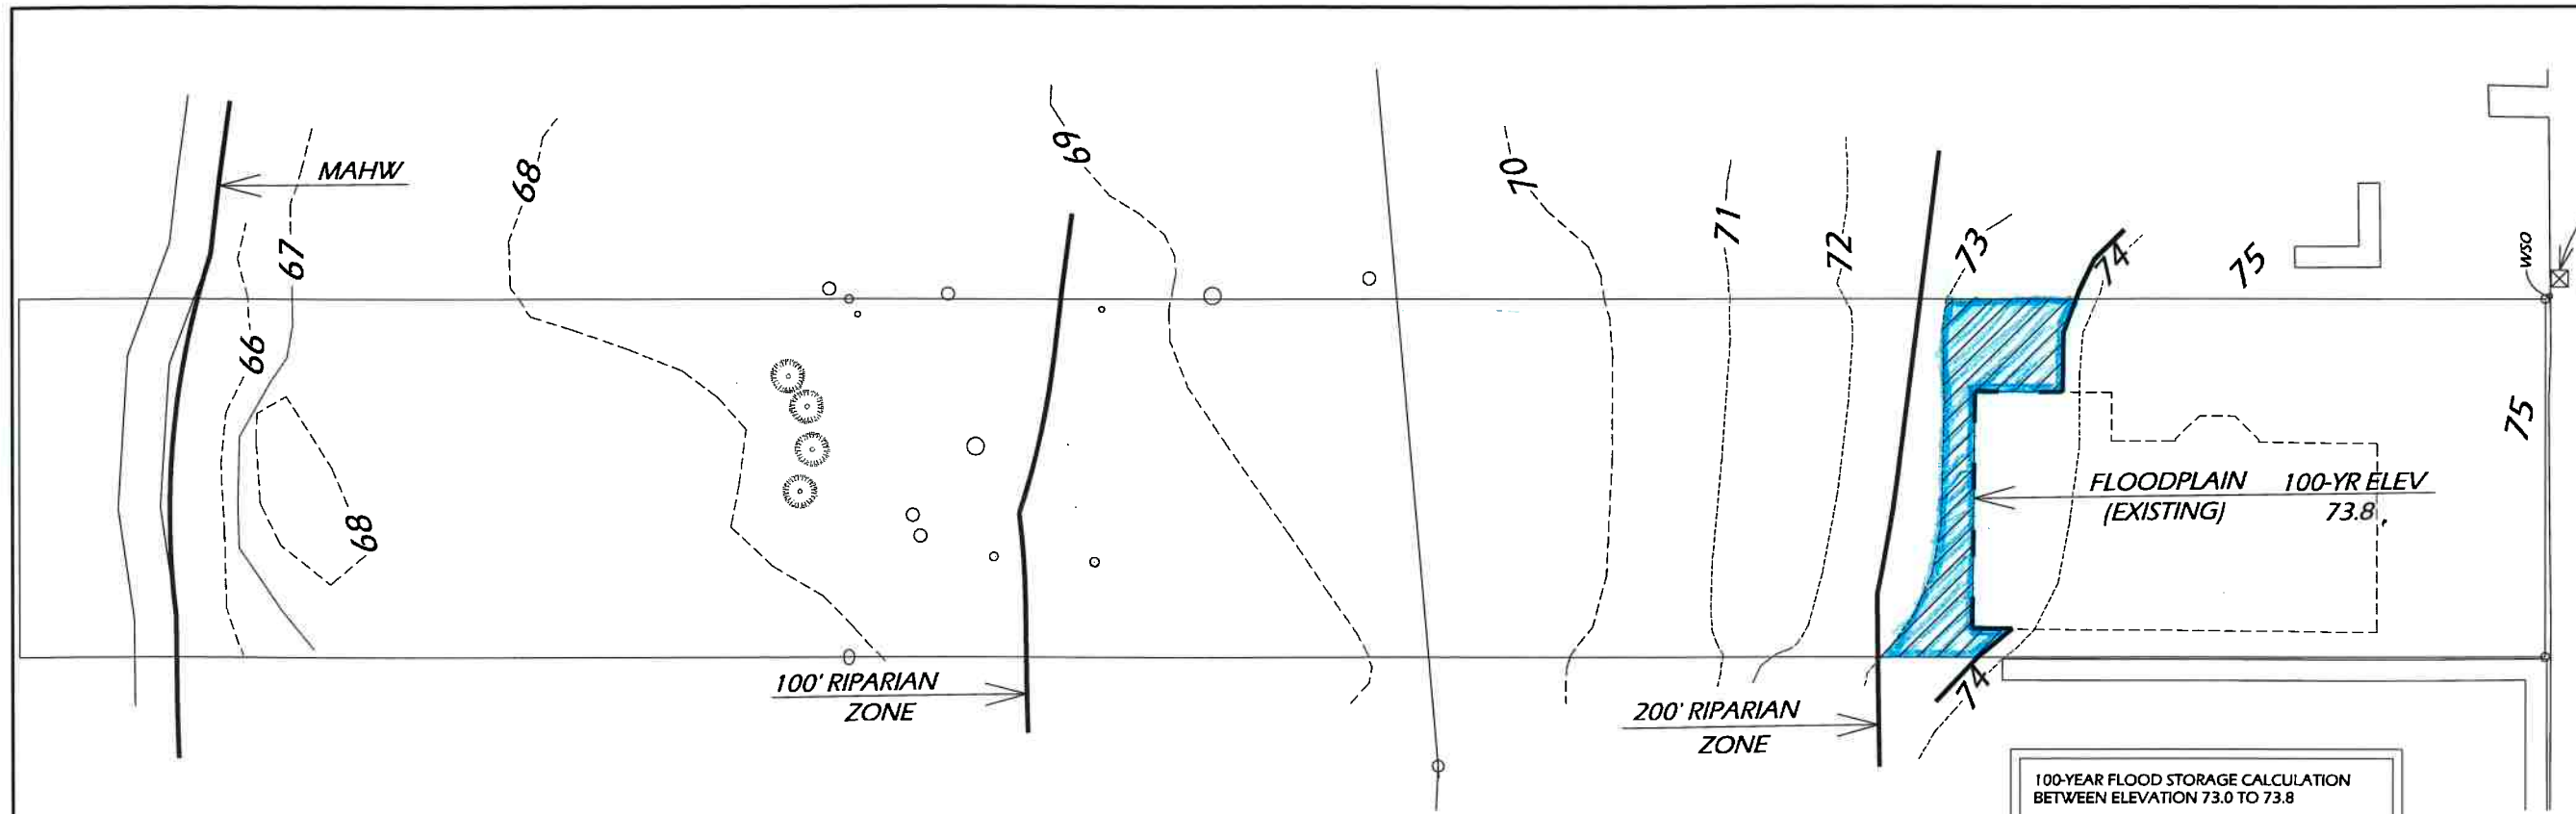 MAHW
67
66
68
68
69
70
71
72
73
74
75
75
WSO
FLOODPLAIN 100-YR ELEV
(EXISTING) 73.8
100' RIPARIAN
ZONE
200' RIPARIAN
ZONE
74
100-YEAR FLOOD STORAGE CALCULATION
BETWEEN ELEVATION 73.0 TO 73.8